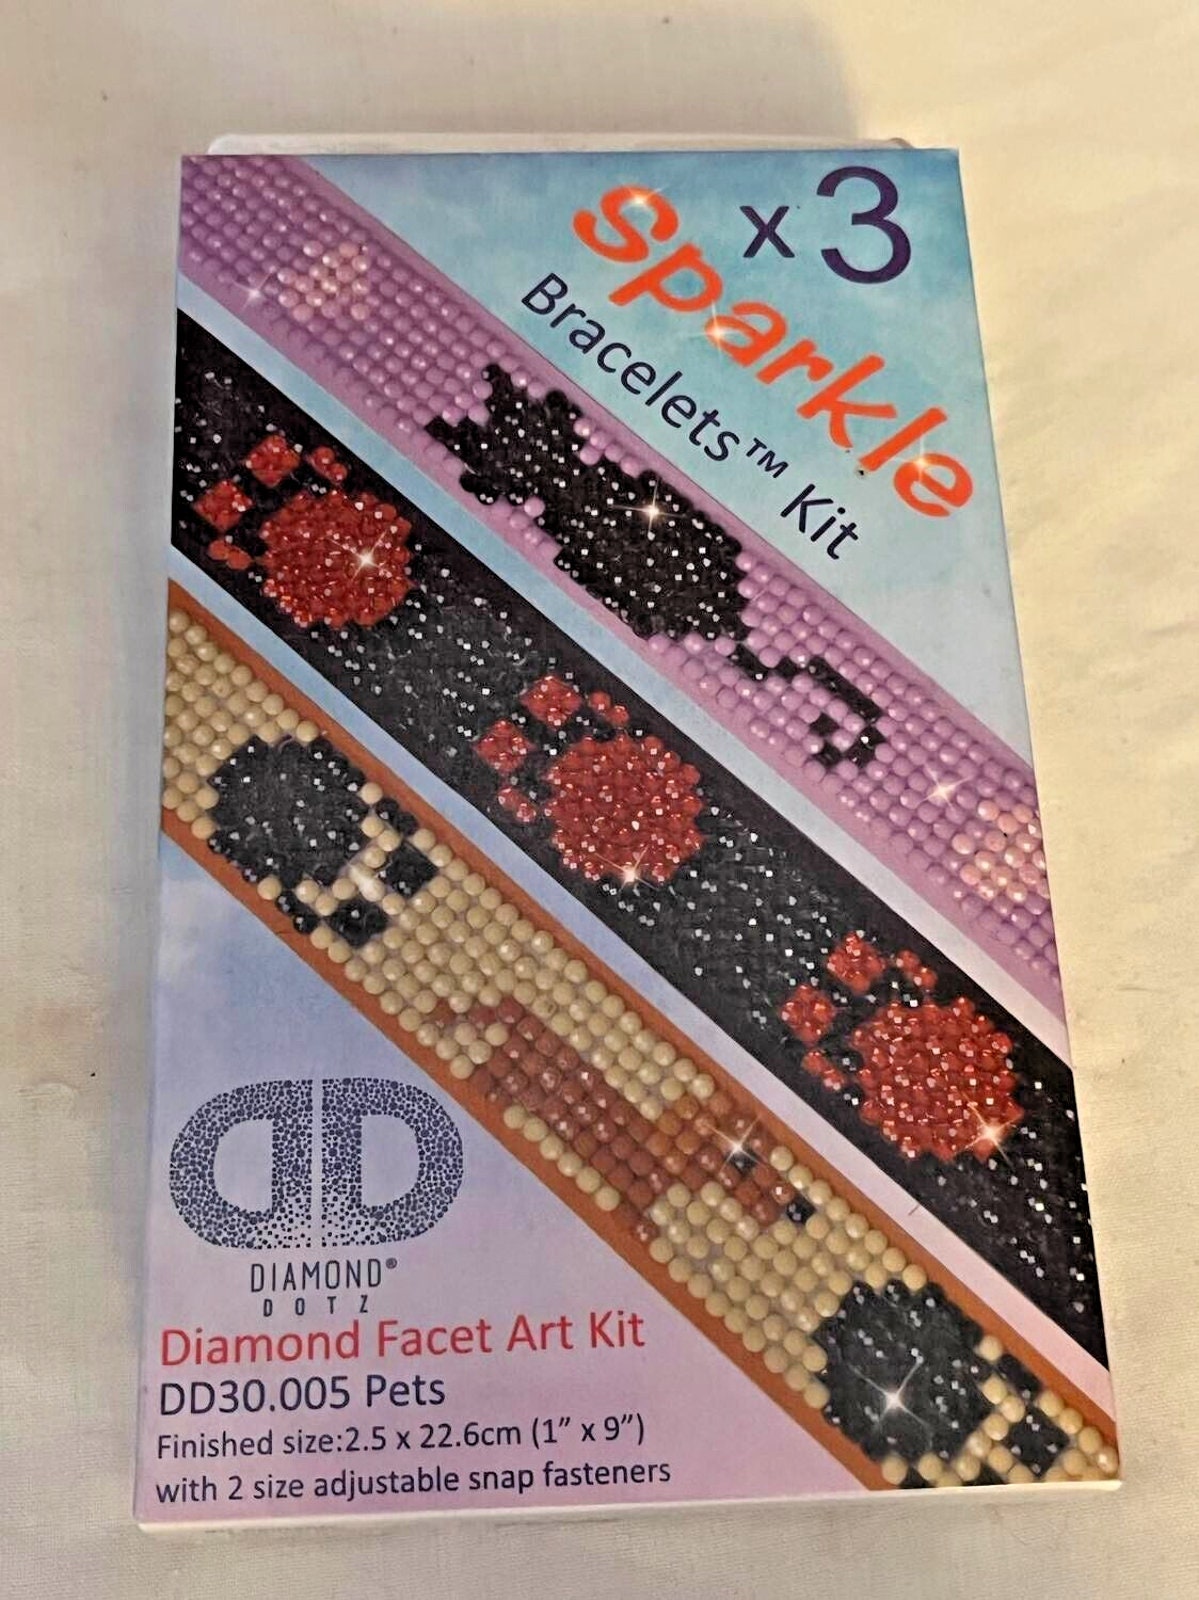 x 3
Sparkle
Bracelets™ Kit
DIAMOND®
DOTZ
Diamond Facet Art Kit
DD30.005 Pets
Finished size:2.5 x 22.6cm (1” x 9”)
with 2 size adjustable snap fasteners